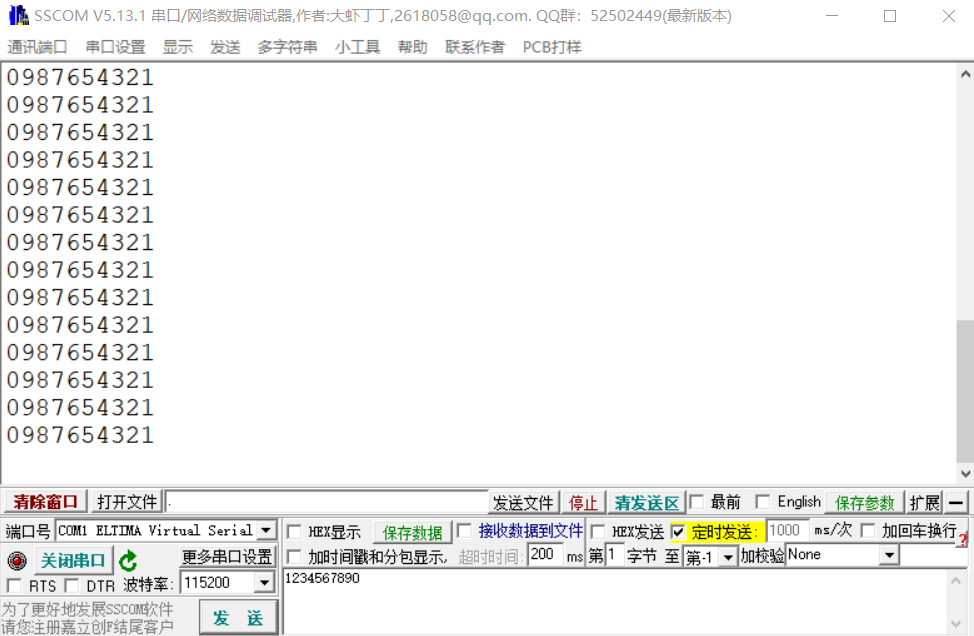 SSCOM V5.13.1 串口/网络数据调试器,作者:大虾丁丁,2618058@qq.com. QQ群: 52502449(最新版本)
通讯端口 串口设置 显示 发送 多字符串 小工具 帮助 联系作者 PCB打样
0987654321
0987654321
0987654321
0987654321
0987654321
0987654321
0987654321
0987654321
0987654321
0987654321
0987654321
0987654321
0987654321
0987654321
清除窗口 打开文件 . 发送文件 停止 清发送区 最前 English 保存参数 扩展 —
端口号 COM1 ELTIMA Virtual Serial HEX显示 保存数据 接收数据到文件 HEX发送 定时发送: 1000 ms/次 加回车换行 ?
关闭串口 更多串口设置 加时间戳和分包显示, 超时时间: 200 ms 第 1 字节 至 第-1 加校验 None
RTS DTR 波特率: 115200 1234567890
为了更好地发展SSCOM软件
请您注册嘉立创F结尾客户
发 送